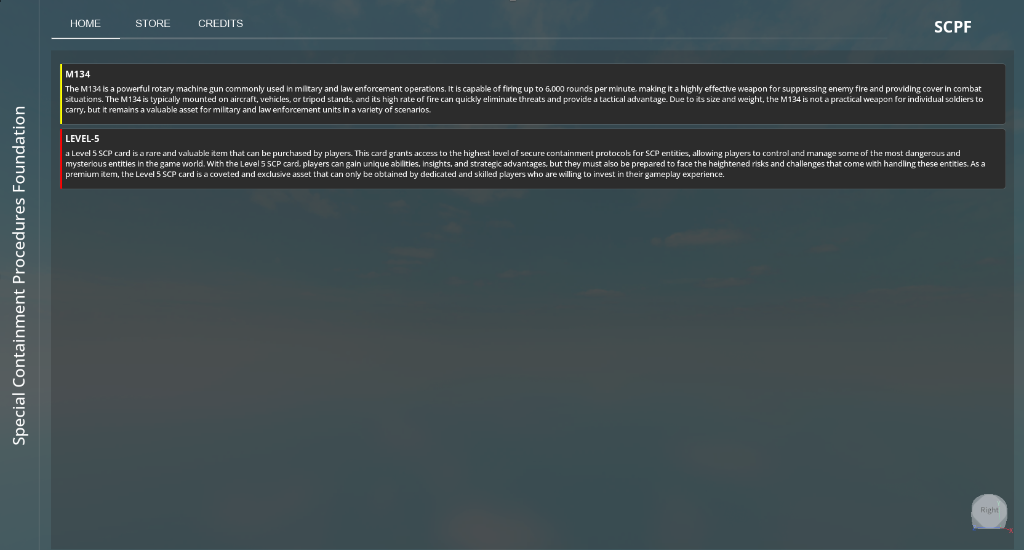 HOME STORE CREDITS SCPF
Special Containment Procedures Foundation
M134
The M134 is a powerful rotary machine gun commonly used in military and law enforcement operations. It is capable of firing up to 6,000 rounds per minute, making it a highly effective weapon for suppressing enemy fire and providing cover in combat
situations. The M134 is typically mounted on aircraft, vehicles, or tripod stands, and its high rate of fire can quickly eliminate threats and provide a tactical advantage. Due to its size and weight, the M134 is not a practical weapon for individual soldiers to
carry, but it remains a valuable asset for military and law enforcement units in a variety of scenarios.
LEVEL-5
a Level 5 SCP card is a rare and valuable item that can be purchased by players. This card grants access to the highest level of secure containment protocols for SCP entities, allowing players to control and manage some of the most dangerous and
mysterious entities in the game world. With the Level 5 SCP card, players can gain unique abilities, insights, and strategic advantages, but they must also be prepared to face the heightened risks and challenges that come with handling these entities. As a
premium item, the Level 5 SCP card is a coveted and exclusive asset that can only be obtained by dedicated and skilled players who are willing to invest in their gameplay experience.
Right